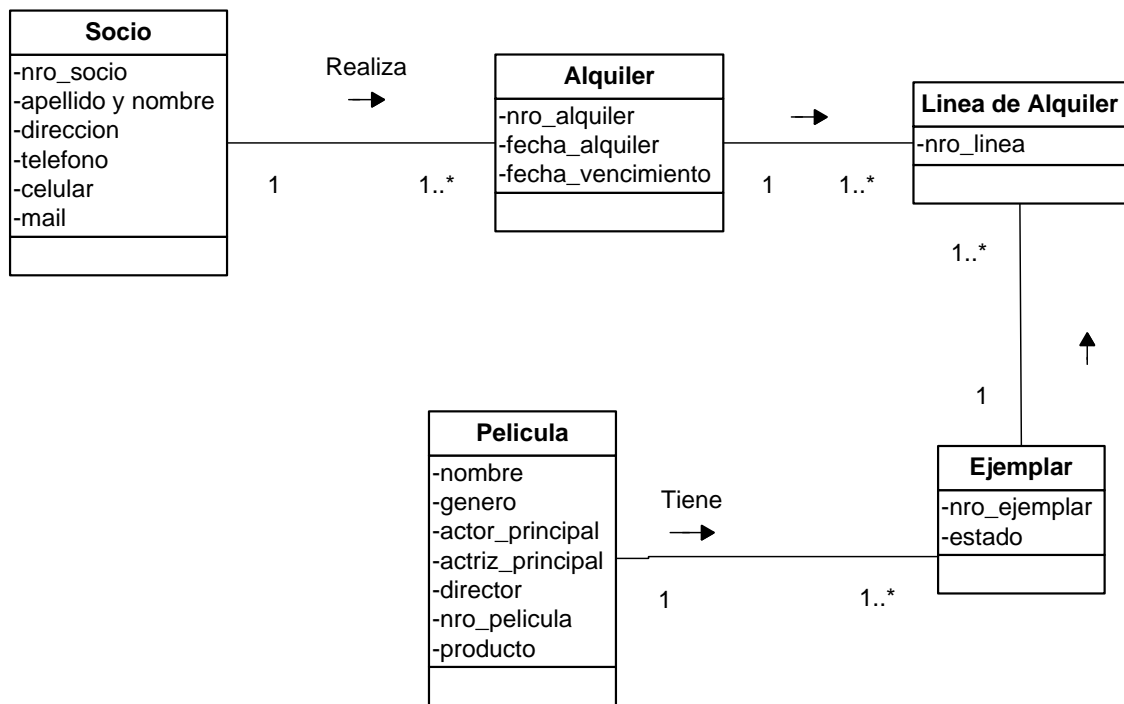 Socio
-nro_socio
-apellido y nombre
-direccion
-telefono
-celular
-mail
Realiza
1
1..*
Alquiler
-nro_alquiler
-fecha_alquiler
-fecha_vencimiento
1
1..*
Linea de Alquiler
-nro_linea
1..*
1
Pelicula
-nombre
-genero
-actor_principal
-actriz_principal
-director
-nro_pelicula
-producto
Tiene
1
1..*
Ejemplar
-nro_ejemplar
-estado